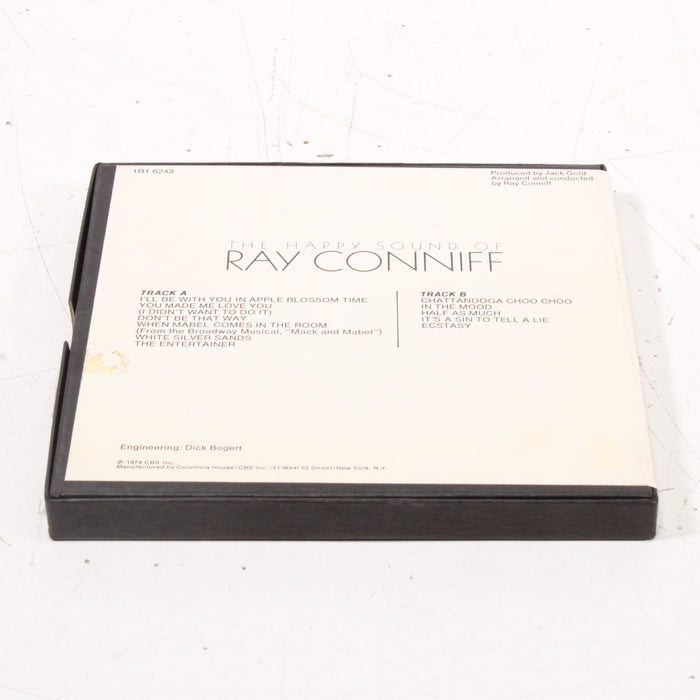 1R1 6243
Produced by Jack Gold
Arranged and conducted
by Ray Conniff
THE HAPPY SOUND OF
RAY CONNIFF
TRACK A
I'LL BE WITH YOU IN APPLE BLOSSOM TIME
YOU MADE ME LOVE YOU
(I DIDN'T WANT TO DO IT)
DON'T BE THAT WAY
WHEN MABEL COMES IN THE ROOM
(From the Broadway Musical, "Mack and Mabel")
WHITE SILVER SANDS
THE ENTERTAINER
TRACK B
CHATTANOOGA CHOO CHOO
IN THE MOOD
HALF AS MUCH
IT'S A SIN TO TELL A LIE
ECSTASY
Engineering: Dick Bogert
℗ 1974 CBS Inc.
Manufactured by Columbia House/CBS Inc./51 West 52 Street/New York, N.Y.